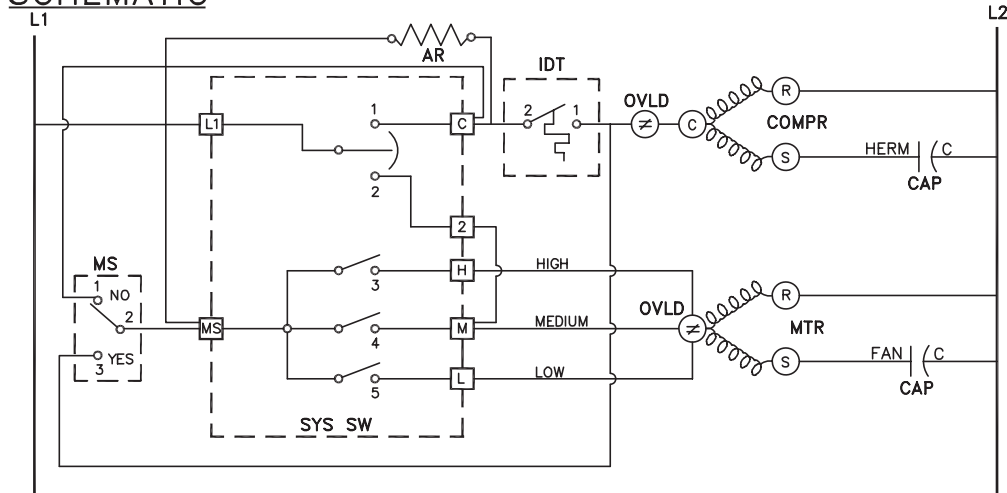 SCHEMATIC
L1
L2
AR
IDT
OVLD
COMPR
R
C
S
HERM
C
CAP
L1
1
C
2
1
2
2
MS
1
NO
2
3
YES
MS
H
HIGH
3
M
MEDIUM
4
L
LOW
5
SYS SW
OVLD
R
MTR
S
FAN
C
CAP